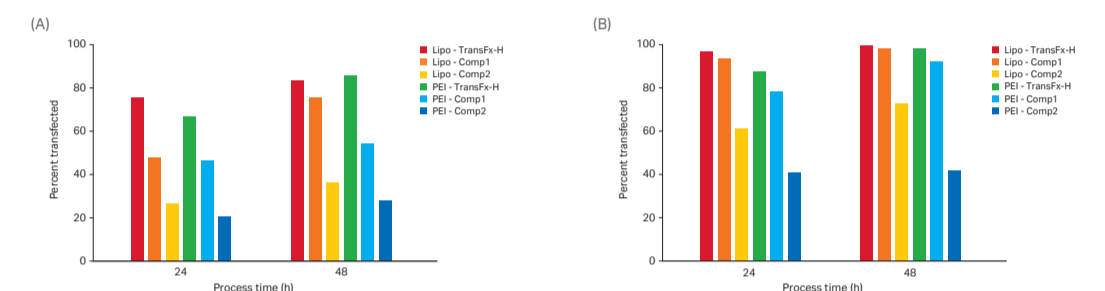 (A)
100
80
60
40
20
0
Percent transfected
24
48
Process time (h)
Lipo - TransFx-H
Lipo - Comp1
Lipo - Comp2
PEI - TransFx-H
PEI - Comp1
PEI - Comp2
(B)
100
80
60
40
20
0
Percent transfected
24
48
Process time (h)
Lipo - TransFx-H
Lipo - Comp1
Lipo - Comp2
PEI - TransFx-H
PEI - Comp1
PEI - Comp2